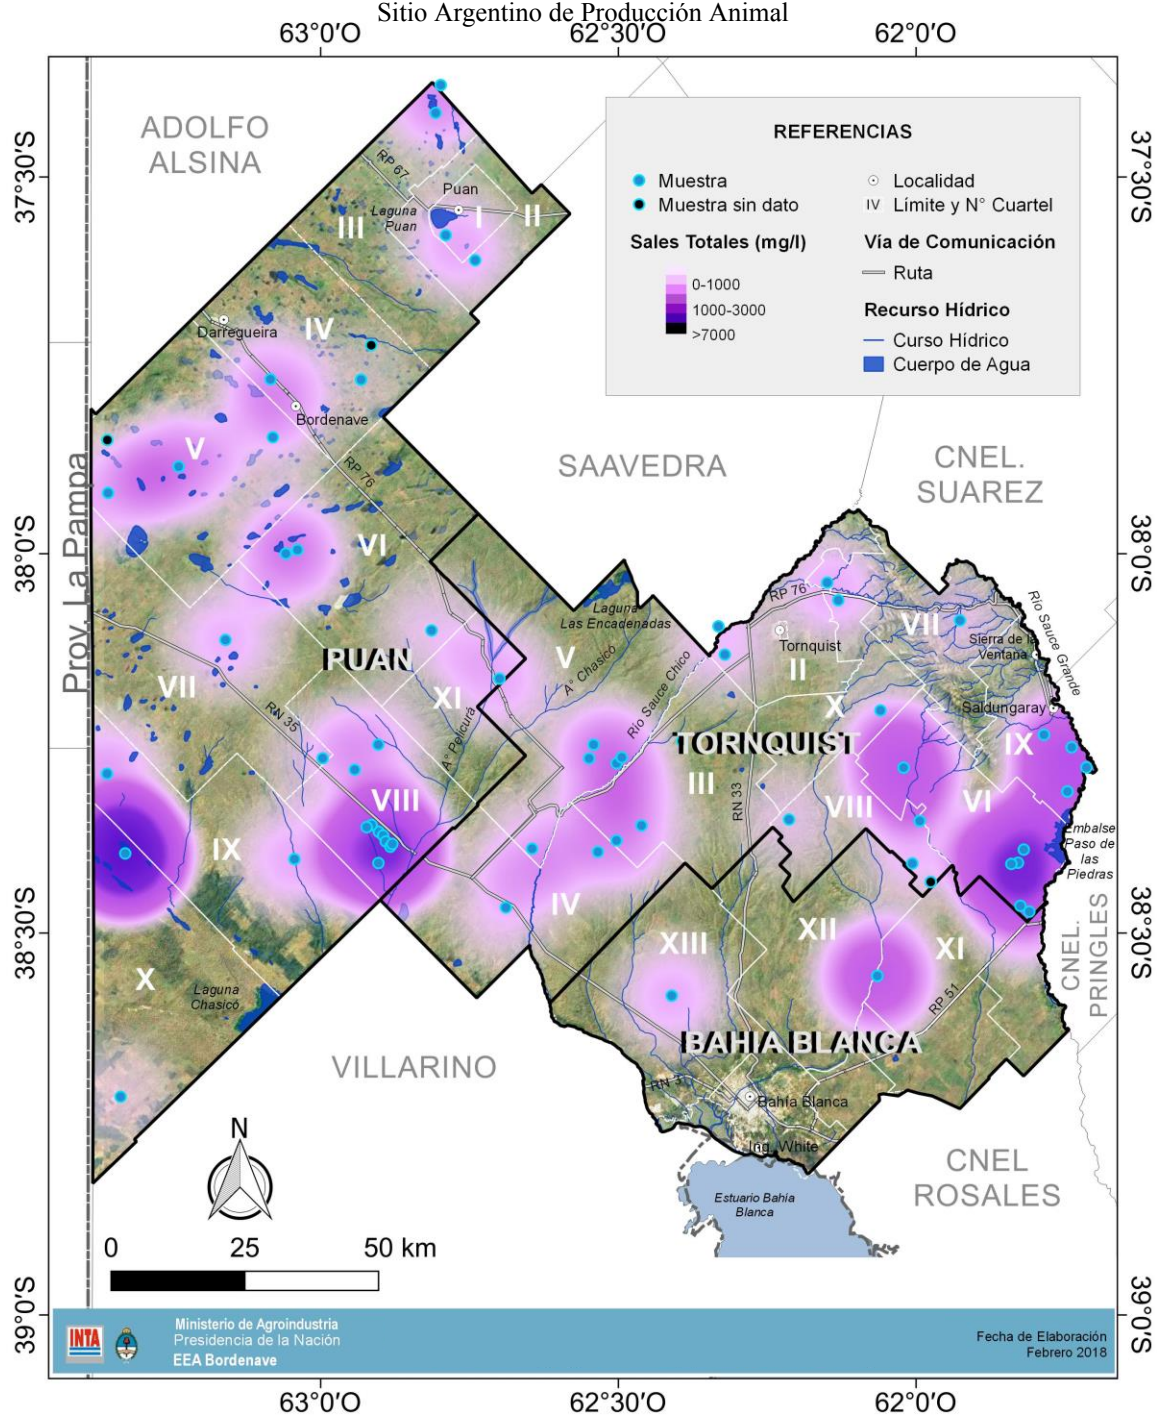 Sitio Argentino de Producción Animal
63°0'O
62°30'O
62°0'O
37°30'S
38°0'S
38°30'S
39°0'S
37°30'S
38°0'S
38°30'S
39°0'S
ADOLFO
ALSINA
REFERENCIAS
Muestra
Muestra sin dato
Sales Totales (mg/l)
0-1000
1000-3000
>7000
Localidad
IV
Límite y N° Cuartel
Vía de Comunicación
Ruta
Recurso Hídrico
Curso Hídrico
Cuerpo de Agua
RP 67
Puan
Laguna
Puan
I
II
III
IV
Darregueira
Bordenave
V
RP 76
VI
Prov. La Pampa
SAAVEDRA
CNEL.
SUAREZ
PUAN
VII
RN 35
XI
A° Pelicurá
VIII
IX
X
Laguna
Chasicó
Laguna
Las Encadenadas
V
A° Chasicó
Río Sauce Chico
RP 76
Tornquist
II
VII
Sierra de la
Ventana
Río Sauce Grande
Saldungaray
X
IX
TORNQUIST
III
RN 33
VIII
VI
IV
Embalse
Paso de
las
Piedras
CNEL.
PRINGLES
XIII
XII
XI
RP 51
BAHIA BLANCA
RN 3
Bahía Blanca
Ing. White
VILLARINO
CNEL
ROSALES
Estuario Bahía
Blanca
N
0
25
50 km
INTA
Ministerio de Agroindustria
Presidencia de la Nación
EEA Bordenave
Fecha de Elaboración
Febrero 2018
63°0'O
62°30'O
62°0'O